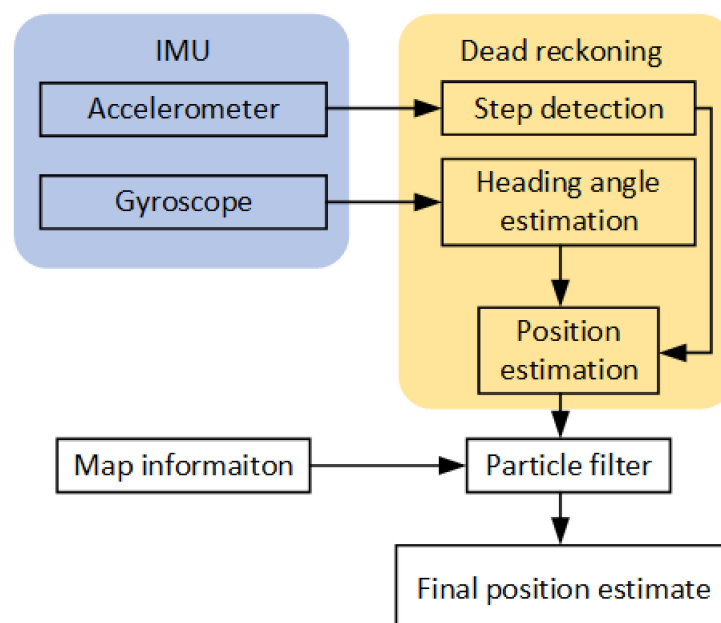 IMU
Dead reckoning
Accelerometer
Step detection
Gyroscope
Heading angle
estimation
Position
estimation
Map informaiton
Particle filter
Final position estimate